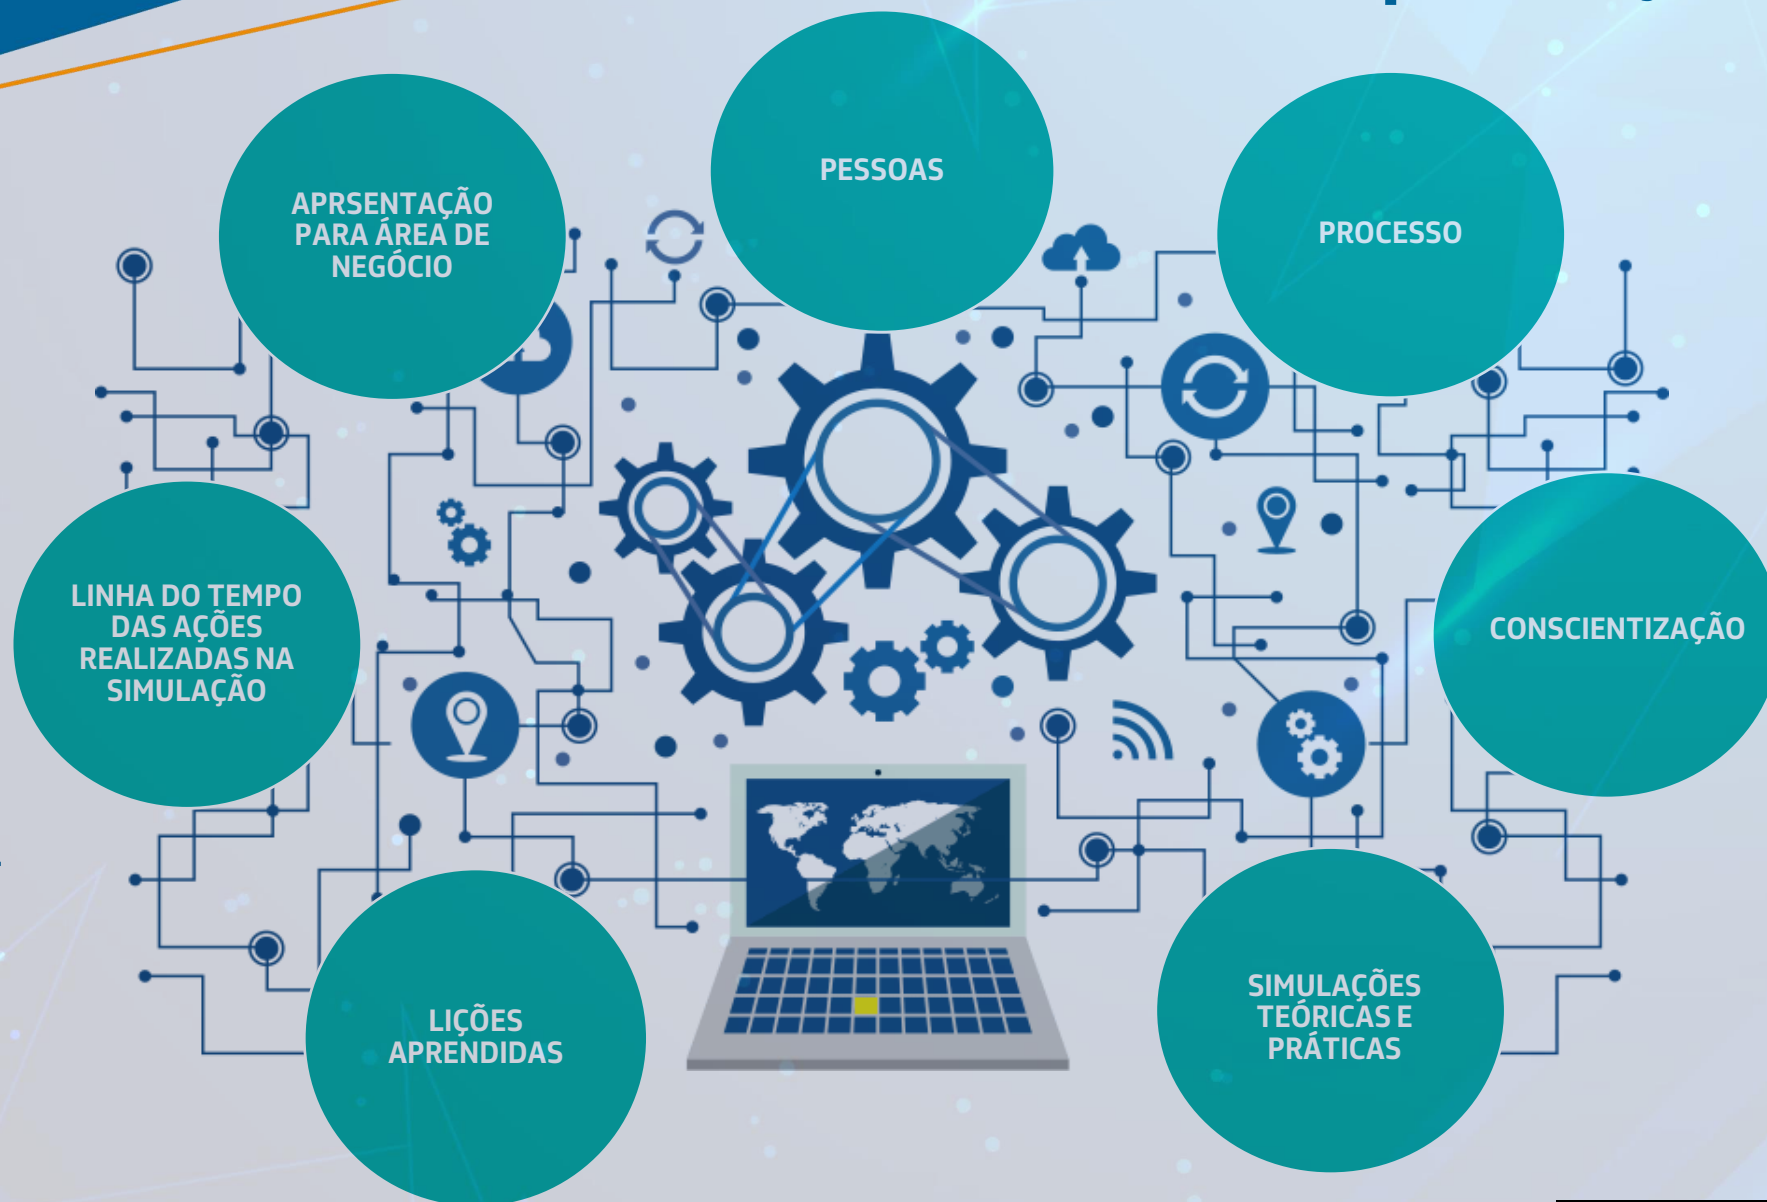 PESSOAS
PROCESSO
CONSCIENTIZAÇÃO
SIMULAÇÕES
TEÓRICAS E
PRÁTICAS
LIÇÕES
APRENDIDAS
LINHA DO TEMPO
DAS AÇÕES
REALIZADAS NA
SIMULAÇÃO
APRSENTAÇÃO
PARA ÁREA DE
NEGÓCIO